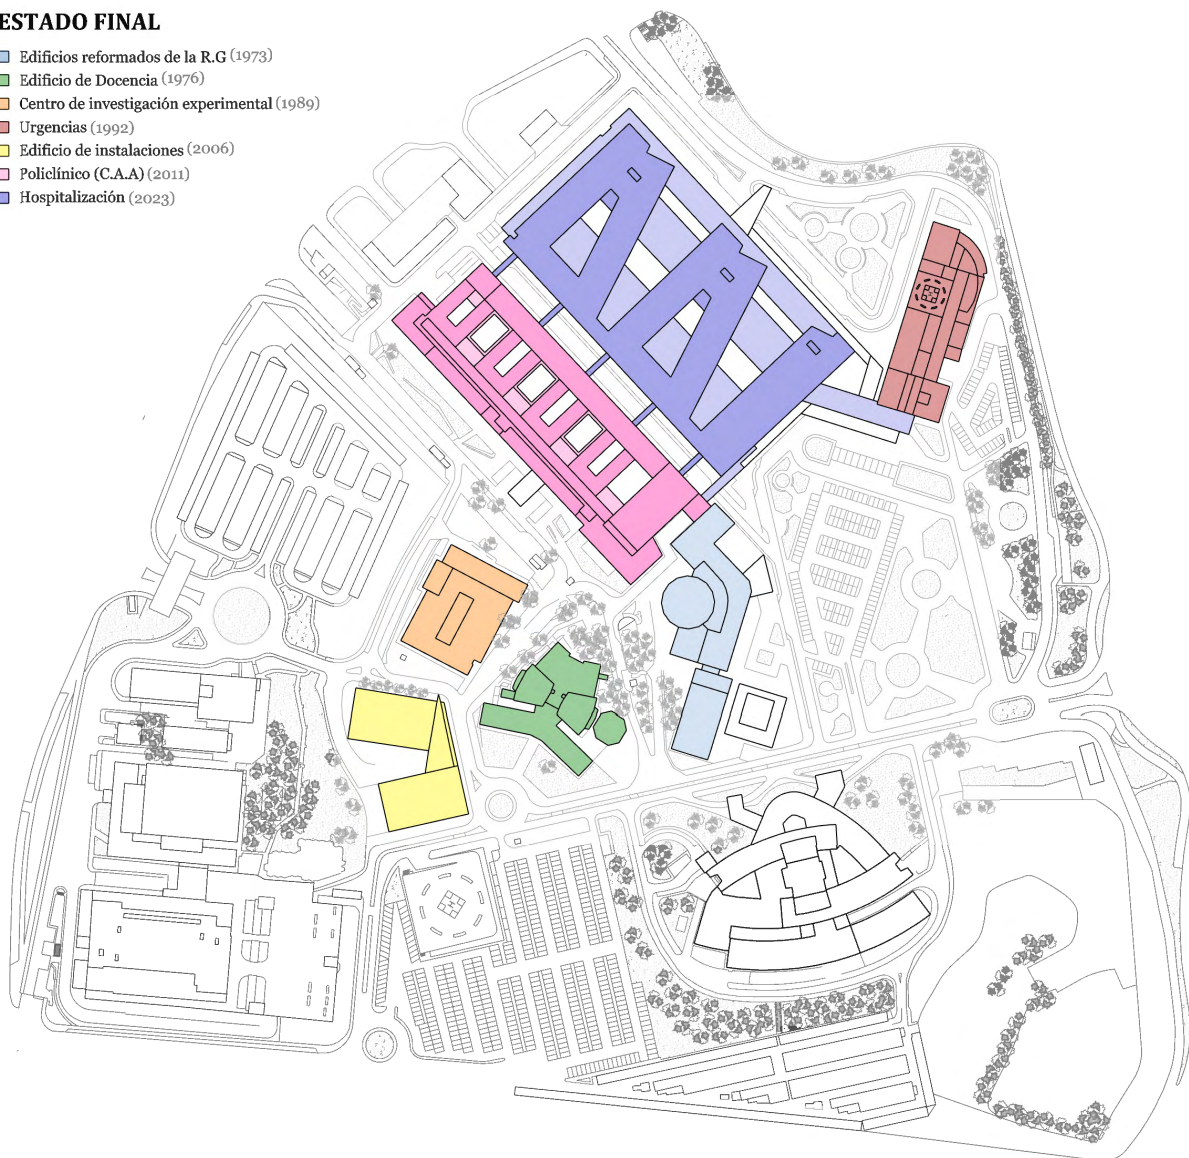 ESTADO FINAL
Edificios reformados de la R.G (1973)
Edificio de Docencia (1976)
Centro de investigación experimental (1989)
Urgencias (1992)
Edificio de instalaciones (2006)
Policlínico (C.A.A) (2011)
Hospitalización (2023)